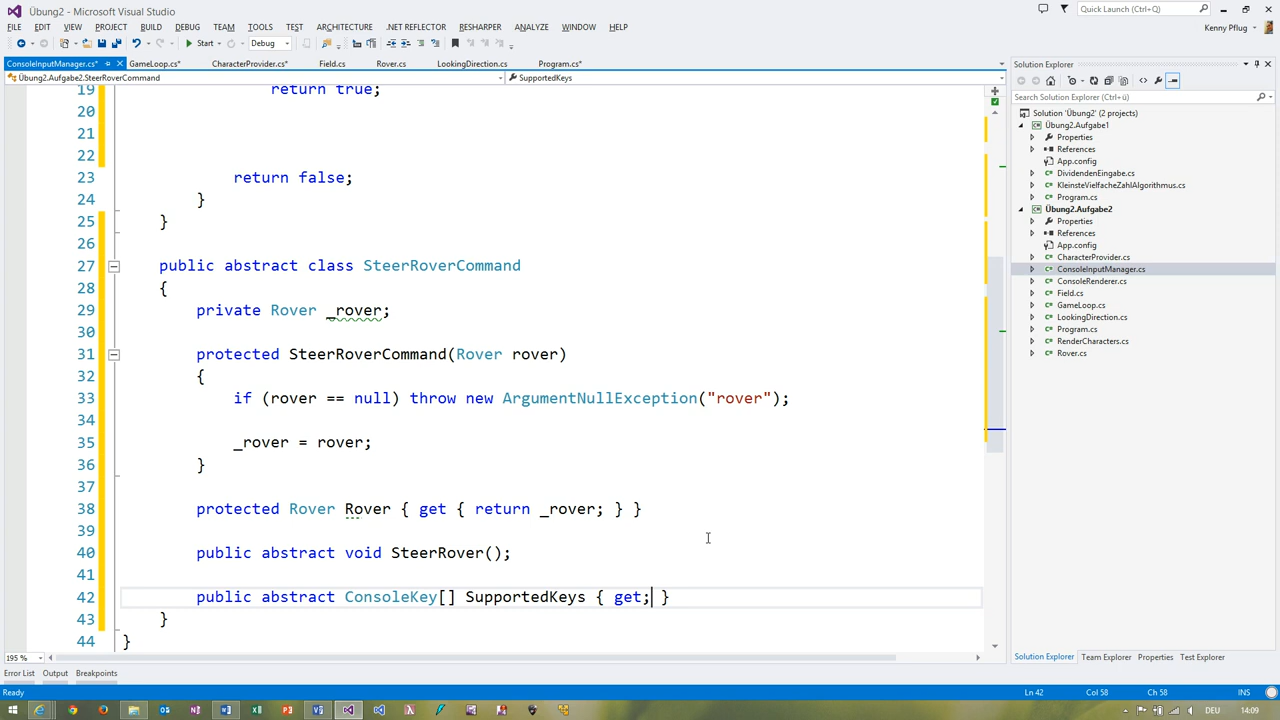 Übung2 - Microsoft Visual Studio
Quick Launch (Ctrl+Q)
FILE EDIT VIEW PROJECT BUILD DEBUG TEAM TOOLS TEST ARCHITECTURE .NET REFLECTOR RESHARPER ANALYZE WINDOW HELP
Kenny Pflug
Start Debug
ConsoleInputManager.cs* GameLoop.cs* CharacterProvider.cs* Field.cs Rover.cs LookingDirection.cs Program.cs*
Übung2.Aufgabe2.SteerRoverCommand SupportedKeys
19 return true;
20
21
22
23 return false;
24 }
25 }
26
27 public abstract class SteerRoverCommand
28 {
29 private Rover _rover;
30
31 protected SteerRoverCommand(Rover rover)
32 {
33 if (rover == null) throw new ArgumentNullException("rover");
34
35 _rover = rover;
36 }
37
38 protected Rover Rover { get { return _rover; } }
39
40 public abstract void SteerRover();
41
42 public abstract ConsoleKey[] SupportedKeys { get; }
43 }
44 }
195 %
Solution Explorer
Search Solution Explorer (Ctrl+ü)
Solution 'Übung2' (2 projects)
Übung2.Aufgabe1
Properties
References
App.config
DividendenEingabe.cs
KleinsteVielfacheZahlAlgorithmus.cs
Program.cs
Übung2.Aufgabe2
Properties
References
App.config
CharacterProvider.cs
ConsoleInputManager.cs
ConsoleRenderer.cs
Field.cs
GameLoop.cs
LookingDirection.cs
Program.cs
RenderCharacters.cs
Rover.cs
Solution Explorer Team Explorer Properties Test Explorer
Error List Output Breakpoints
Ready Ln 42 Col 58 Ch 58 INS
DEU 14:09